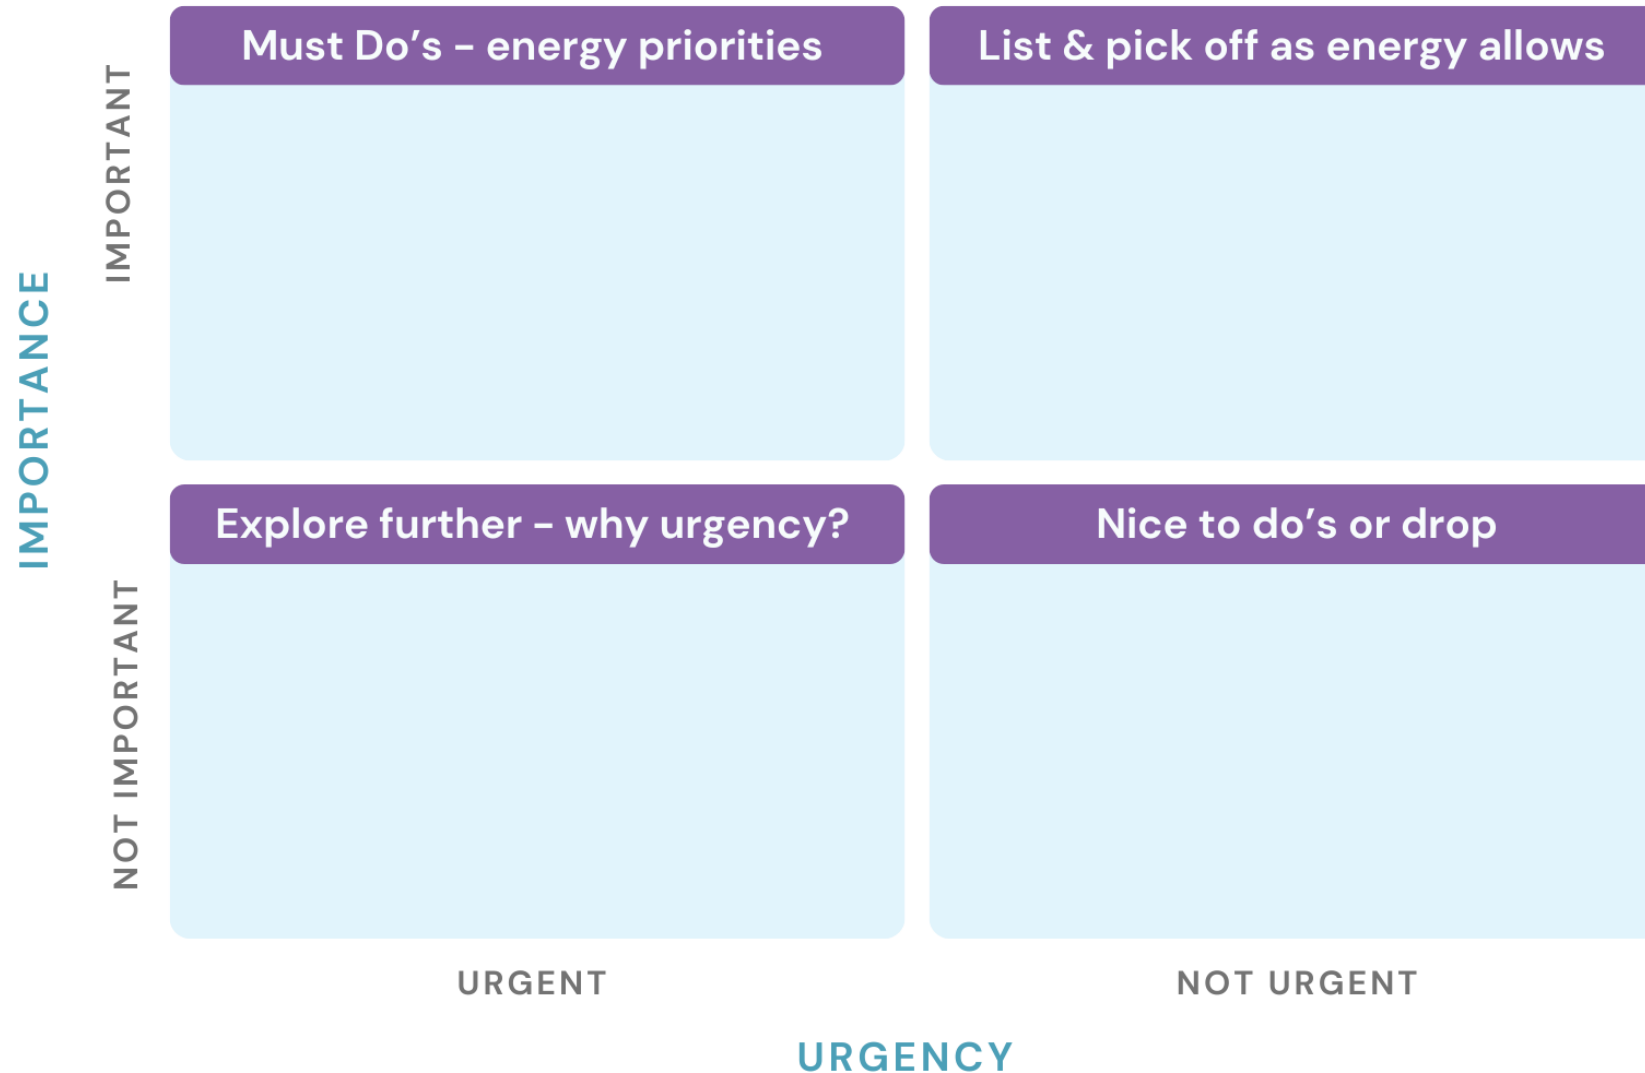 Must Do’s - energy priorities
List & pick off as energy allows
IMPORTANT
IMPORTANCE
Explore further - why urgency?
Nice to do’s or drop
NOT IMPORTANT
URGENT
NOT URGENT
URGENCY